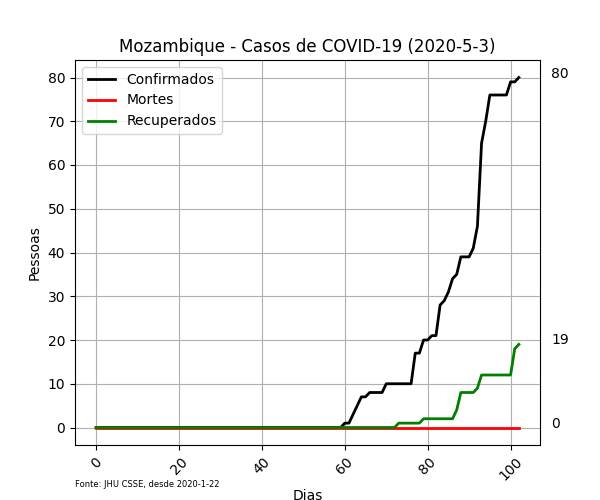 Mozambique - Casos de COVID-19 (2020-5-3)
Confirmados
Mortes
Recuperados
80
70
60
50
40
30
20
10
0
Pessoas
80
19
0
0 20 40 60 80 100
Fonte: JHU CSSE, desde 2020-1-22
Dias